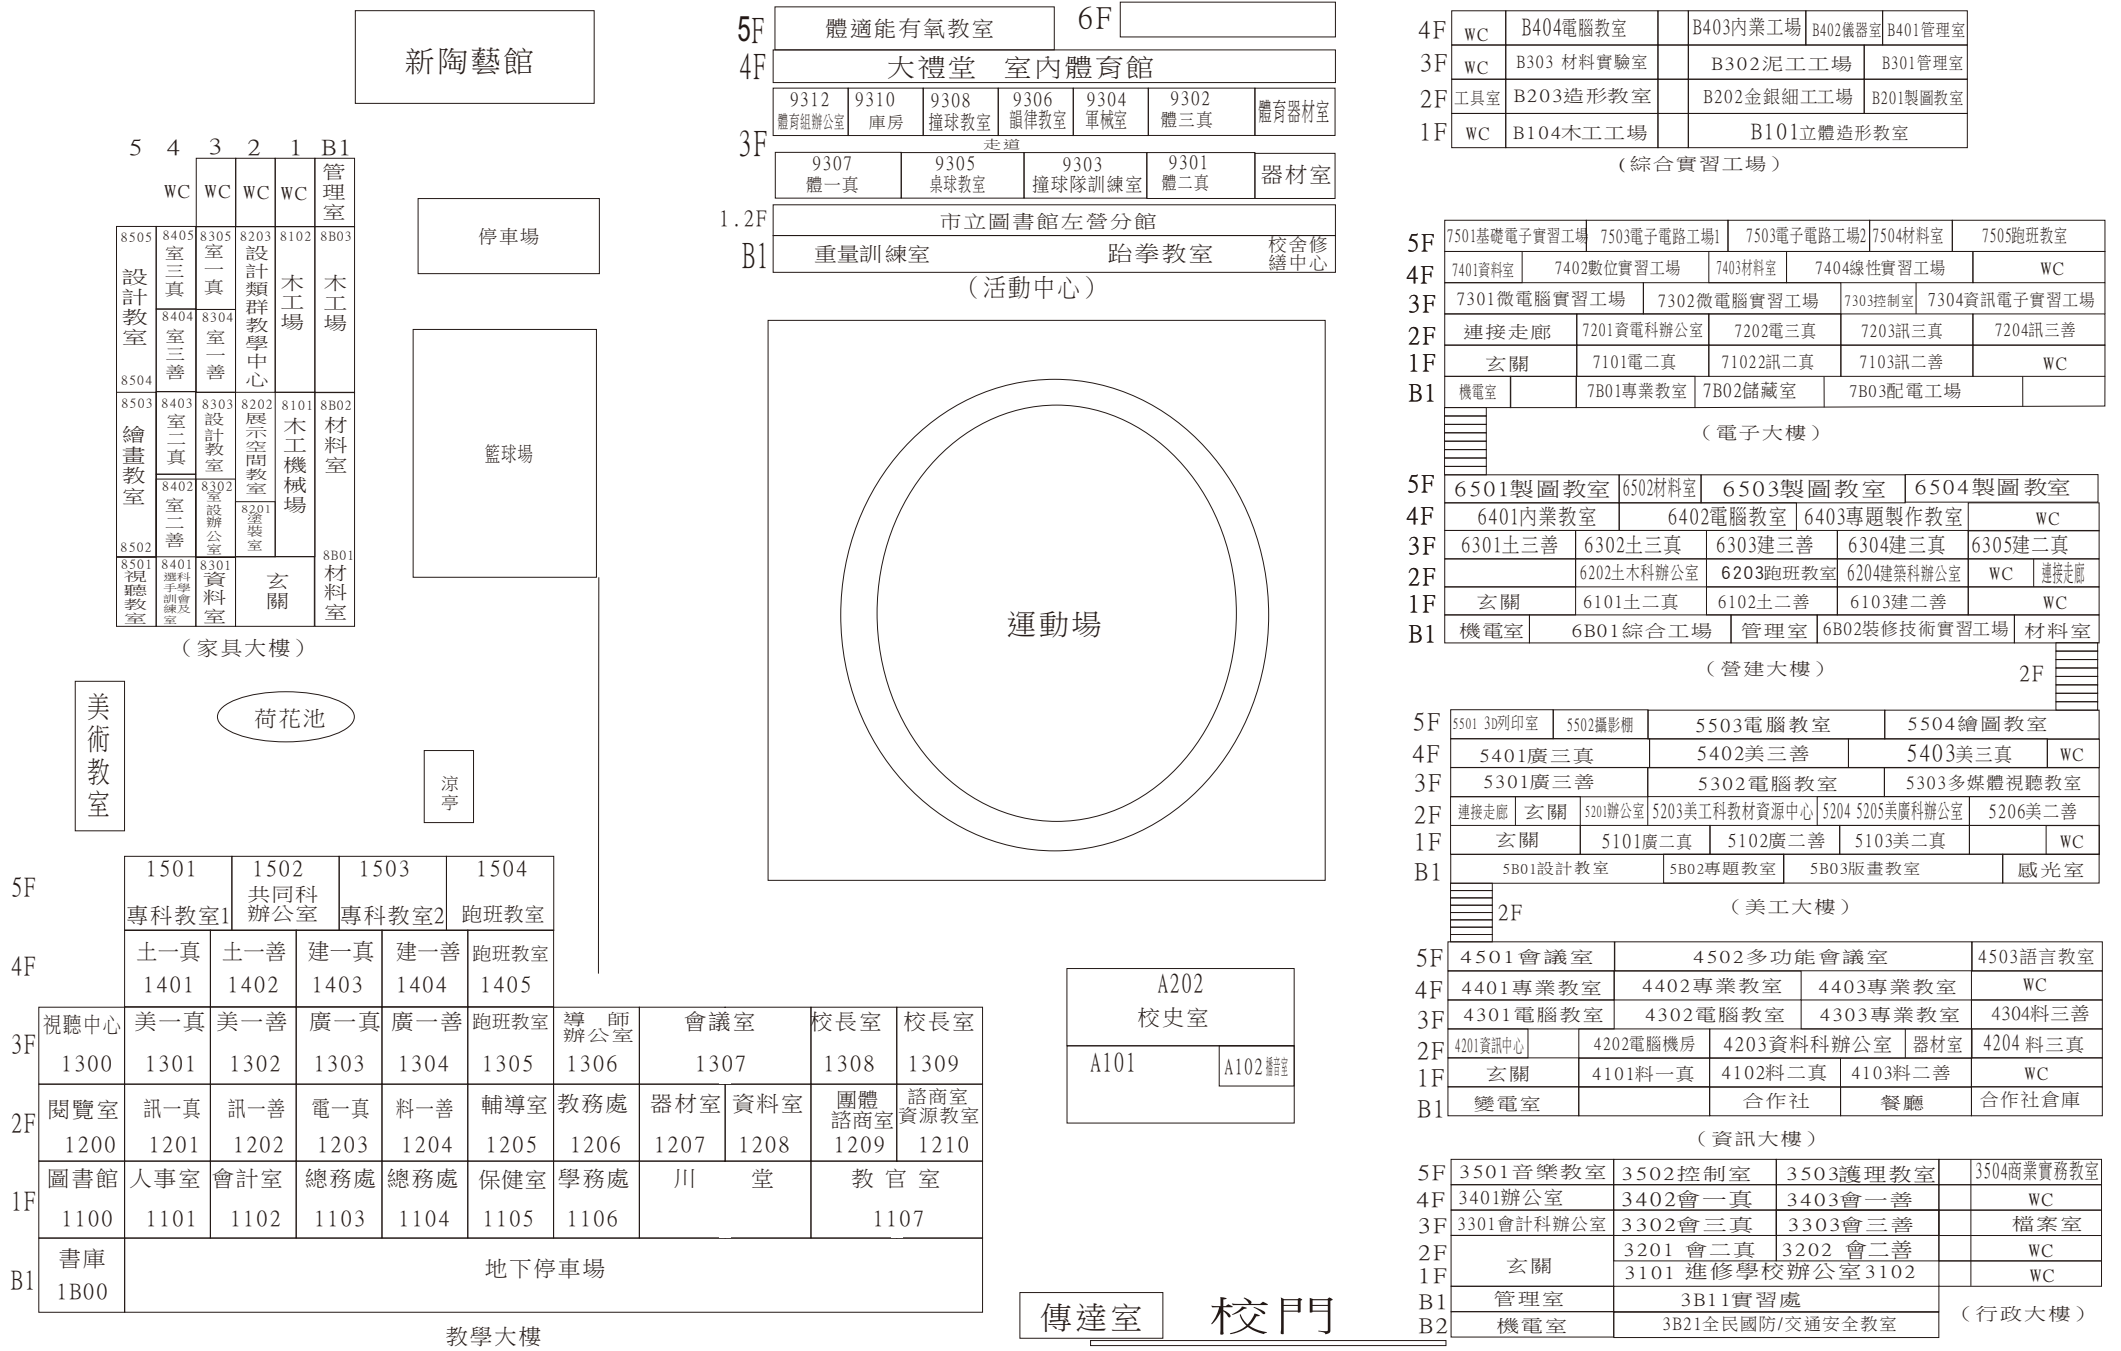 新陶藝館
5 4 3 2 1 B1
WC WC WC WC 管理室
8505 設計教室 8504
8405 室三真
8404 室三善
8305 室一真
8304 室一善
8203 設計類群教學中心
8102 木工場
8B03 木工場
8503 繪畫教室 8502
8403 室二真
8402 室二善
8303 設計教室
8302 室設辦公室
8202 展示空間教室
8201 塗裝室
8101 木工機械場
8B02 材料室
8501 視聽教室
8401 科學會及選手訓練室
8301 資料室
玄關
8B01 材料室
（家具大樓）
停車場
籃球場
美術教室
荷花池
涼亭
5F 體適能有氧教室 6F
4F 大禮堂 室內體育館
3F
9312 體育組辦公室 9310 庫房 9308 撞球教室 9306 韻律教室 9304 軍械室 9302 體三真 體育器材室
走道
9307 體一真 9305 桌球教室 9303 撞球隊訓練室 9301 體二真 器材室
1.2F 市立圖書館左營分館
B1 重量訓練室 跆拳教室 校舍修繕中心
（活動中心）
運動場
4F WC B404電腦教室 B403內業工場 B402儀器室 B401管理室
3F WC B303 材料實驗室 B302泥工工場 B301管理室
2F 工具室 B203造形教室 B202金銀細工工場 B201製圖教室
1F WC B104木工工場 B101立體造形教室
(綜合實習工場)
5F 7501基礎電子實習工場 7503電子電路工場1 7503電子電路工場2 7504材料室 7505跑班教室
4F 7401資料室 7402數位實習工場 7403材料室 7404線性實習工場 WC
3F 7301微電腦實習工場 7302微電腦實習工場 7303控制室 7304資訊電子實習工場
2F 連接走廊 7201資電科辦公室 7202電三真 7203訊三真 7204訊三善
1F 玄關 7101電二真 71022訊二真 7103訊二善 WC
B1 機電室 7B01專業教室 7B02儲藏室 7B03配電工場
（電子大樓）
5F 6501製圖教室 6502材料室 6503製圖教室 6504製圖教室
4F 6401內業教室 6402電腦教室 6403專題製作教室 WC
3F 6301土三善 6302土三真 6303建三善 6304建三真 6305建二真
2F 6202土木科辦公室 6203跑班教室 6204建築科辦公室 WC 連接走廊
1F 玄關 6101土二真 6102土二善 6103建二善 WC
B1 機電室 6B01綜合工場 管理室 6B02裝修技術實習工場 材料室
（營建大樓） 2F
5F 5501 3D列印室 5502攝影棚 5503電腦教室 5504繪圖教室
4F 5401廣三真 5402美三善 5403美三真 WC
3F 5301廣三善 5302電腦教室 5303多媒體視聽教室
2F 連接走廊 玄關 5201辦公室 5203美工科教材資源中心 5204 5205美廣科辦公室 5206美二善
1F 玄關 5101廣二真 5102廣二善 5103美二真 WC
B1 5B01設計教室 5B02專題教室 5B03版畫教室 感光室
2F （美工大樓）
5F 4501會議室 4502多功能會議室 4503語言教室
4F 4401專業教室 4402專業教室 4403專業教室 WC
3F 4301電腦教室 4302電腦教室 4303專業教室 4304料三善
2F 4201資訊中心 4202電腦機房 4203資料科辦公室 器材室 4204 料三真
1F 玄關 4101料一真 4102料二真 4103料二善 WC
B1 變電室 合作社 餐廳 合作社倉庫
（資訊大樓）
5F 3501音樂教室 3502控制室 3503護理教室 3504商業實務教室
4F 3401辦公室 3402會一真 3403會一善 WC
3F 3301會計科辦公室 3302會三真 3303會三善 檔案室
2F 3201 會二真 3202 會二善 WC
玄關
1F 3101 進修學校辦公室3102 WC
B1 管理室 3B11實習處
B2 機電室 3B21全民國防/交通安全教室
（行政大樓）
5F 1501 專科教室1 1502 共同科辦公室 1503 專科教室2 1504 跑班教室
4F 土一真 土一善 建一真 建一善 跑班教室
1401 1402 1403 1404 1405
3F 視聽中心 美一真 美一善 廣一真 廣一善 跑班教室 導師辦公室 會議室 校長室 校長室
1300 1301 1302 1303 1304 1305 1306 1307 1308 1309
2F 閱覽室 訊一真 訊一善 電一真 料一善 輔導室 教務處 器材室 資料室 團體諮商室 諮商室資源教室
1200 1201 1202 1203 1204 1205 1206 1207 1208 1209 1210
1F 圖書館 人事室 會計室 總務處 總務處 保健室 學務處 川堂 教官室
1100 1101 1102 1103 1104 1105 1106 1107
B1 書庫 1B00 地下停車場
教學大樓
A202
校史室
A101 A102播音室
傳達室 校門